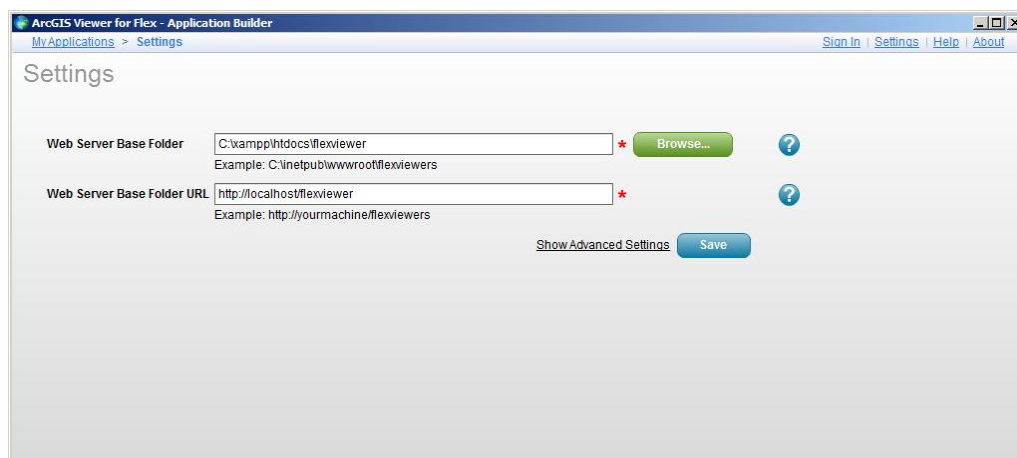 ArcGIS Viewer for Flex - Application Builder
My Applications > Settings
Sign In | Settings | Help | About
Settings
Web Server Base Folder C:\xampp\htdocs\flexviewer * Browse... ?
Example: C:\inetpub\wwwroot\flexviewers
Web Server Base Folder URL http://localhost/flexviewer * ?
Example: http://yourmachine/flexviewers
Show Advanced Settings Save